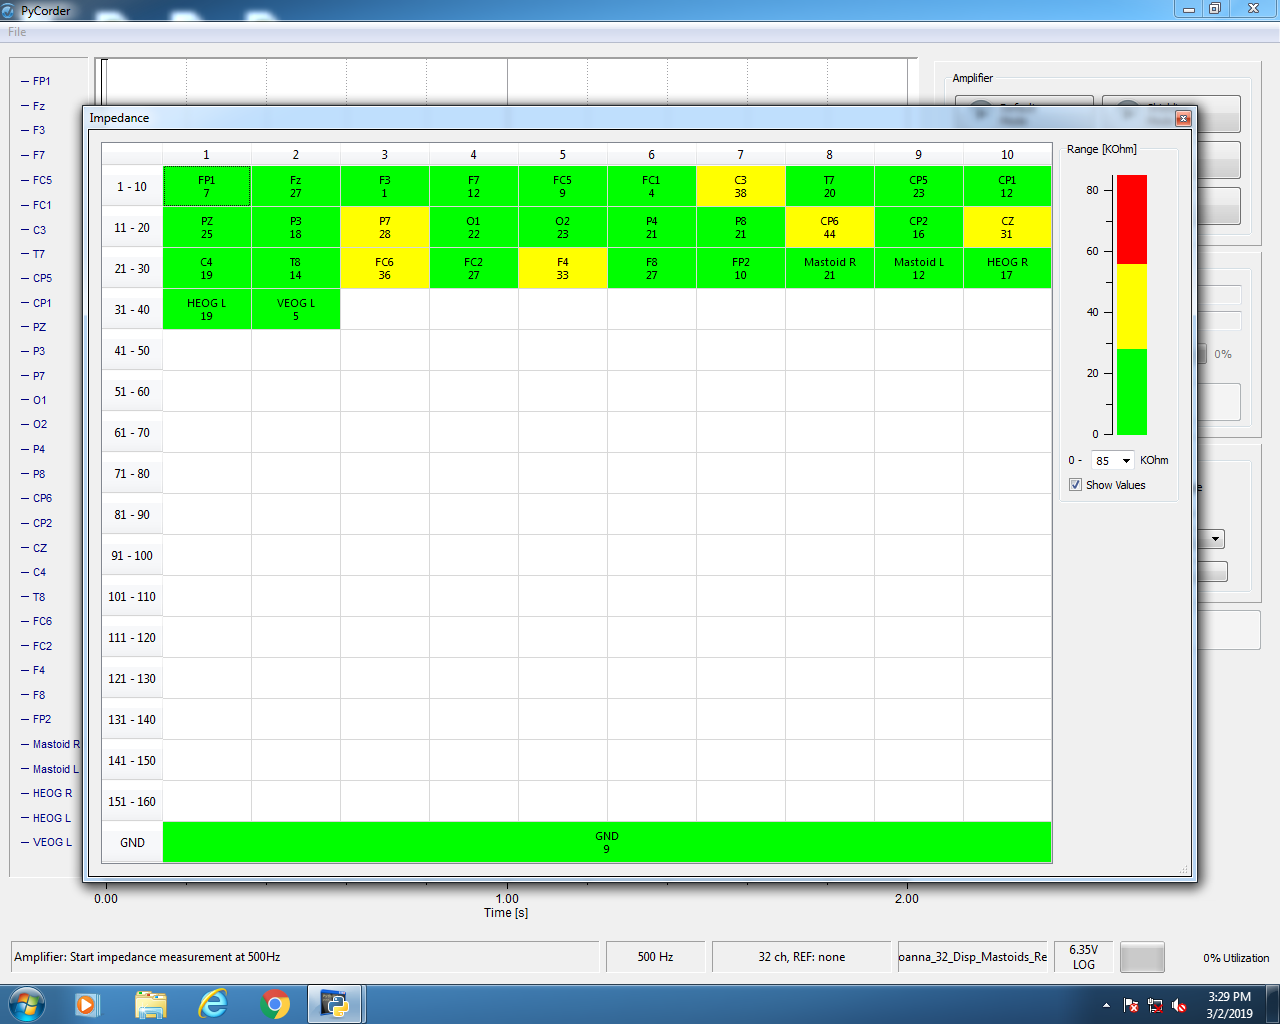 PyCorder
File
FP1
Fz
F3
F7
FC5
FC1
C3
T7
CP5
CP1
PZ
P3
P7
O1
O2
P4
P8
CP6
CP2
CZ
C4
T8
FC6
FC2
F4
F8
FP2
Mastoid R
Mastoid L
HEOG R
HEOG L
VEOG L
Amplifier
Impedance
1 2 3 4 5 6 7 8 9 10
1 - 10 FP1 Fz F3 F7 FC5 FC1 C3 T7 CP5 CP1
7 27 1 12 9 4 38 20 23 12
11 - 20 PZ P3 P7 O1 O2 P4 P8 CP6 CP2 CZ
25 18 28 22 23 21 21 44 16 31
21 - 30 C4 T8 FC6 FC2 F4 F8 FP2 Mastoid R Mastoid L HEOG R
19 14 36 27 33 27 10 21 12 17
31 - 40 HEOG L VEOG L
19 5
41 - 50
51 - 60
61 - 70
71 - 80
81 - 90
91 - 100
101 - 110
111 - 120
121 - 130
131 - 140
141 - 150
151 - 160
GND GND
9
Range [KOhm]
80
60
40
20
0
0 - 85 KOhm
Show Values
0%
0.00 1.00 2.00
Time [s]
Amplifier: Start impedance measurement at 500Hz
500 Hz
32 ch, REF: none
oanna_32_Disp_Mastoids_Re
6.35V
LOG
0% Utilization
3:29 PM
3/2/2019